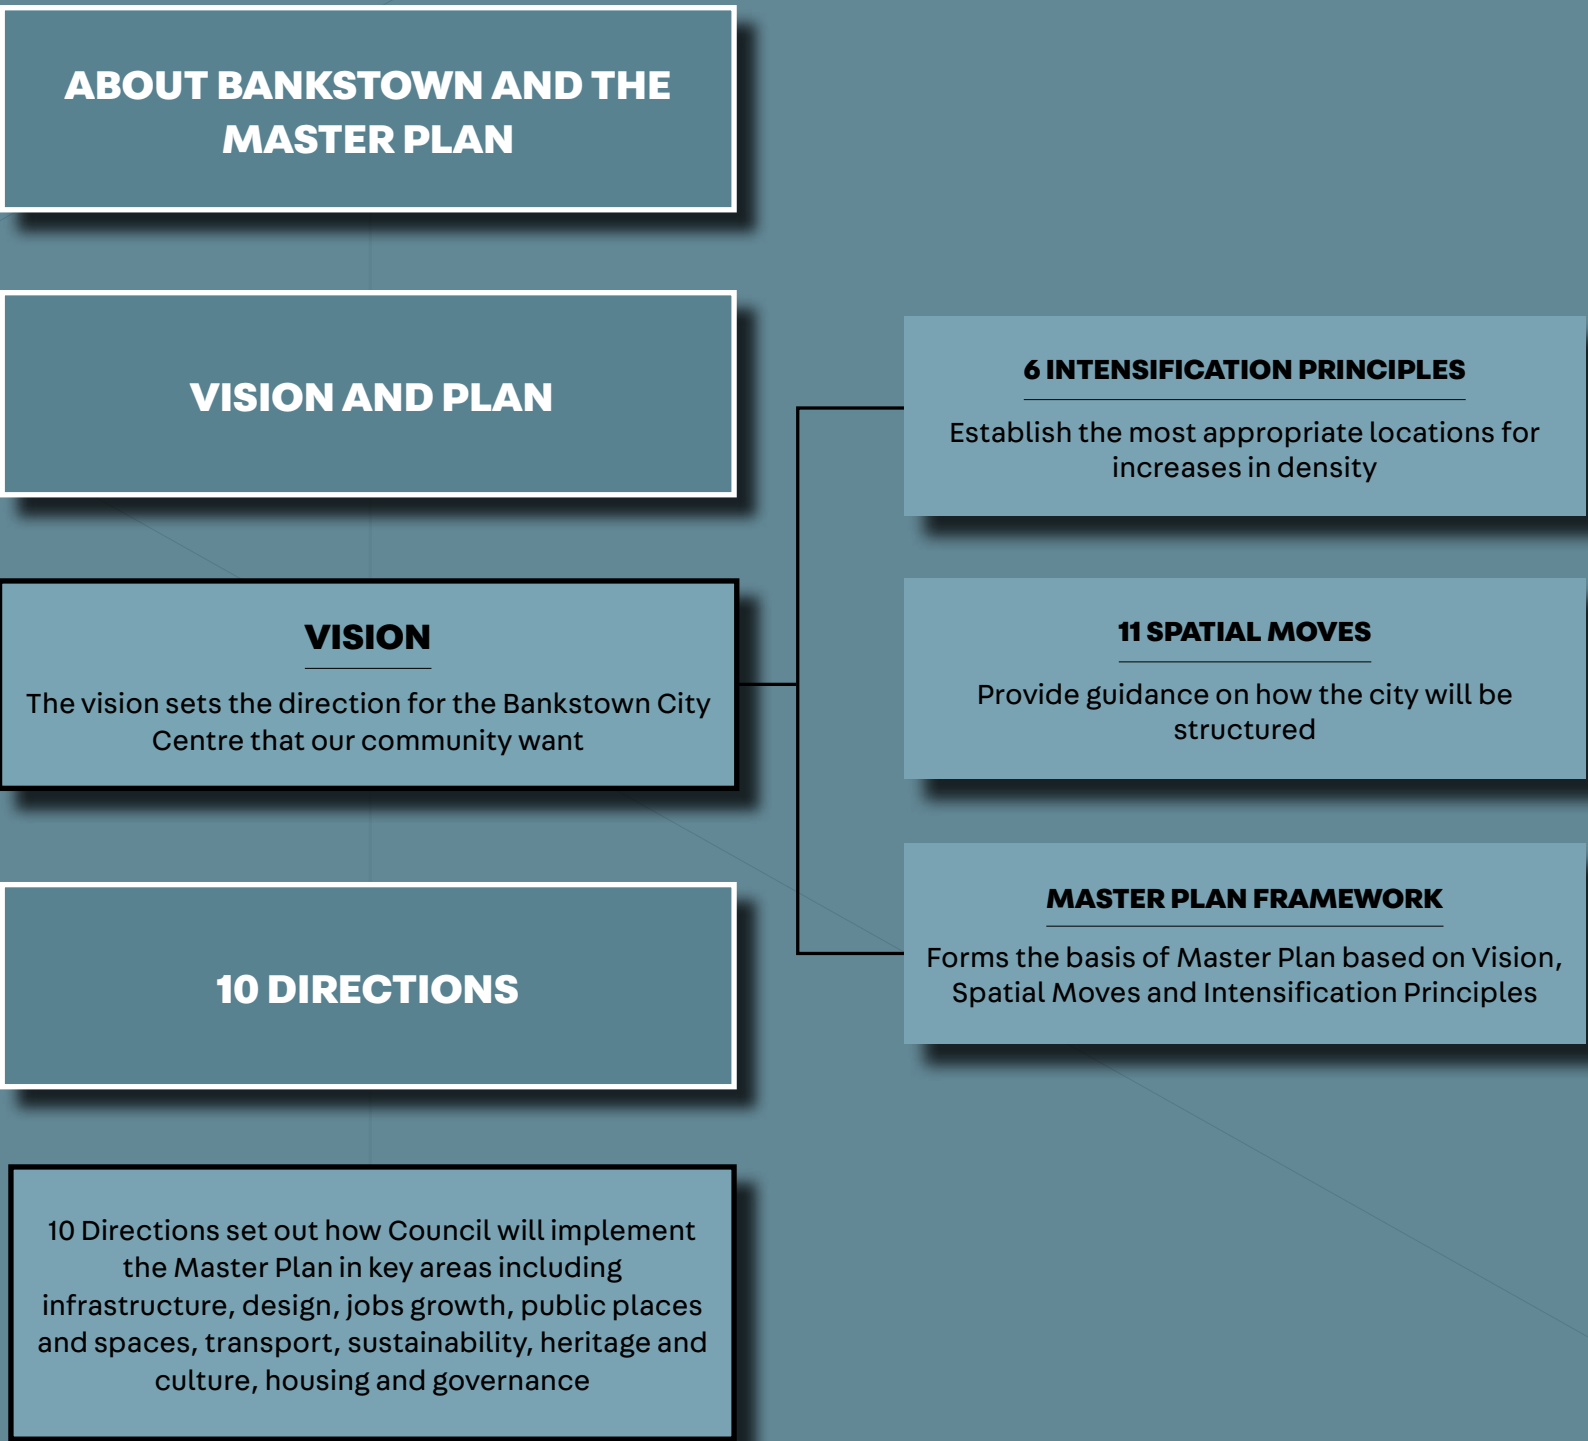 ABOUT BANKSTOWN AND THE
MASTER PLAN
VISION AND PLAN
VISION
The vision sets the direction for the Bankstown City
Centre that our community want
6 INTENSIFICATION PRINCIPLES
Establish the most appropriate locations for
increases in density
11 SPATIAL MOVES
Provide guidance on how the city will be
structured
MASTER PLAN FRAMEWORK
Forms the basis of Master Plan based on Vision,
Spatial Moves and Intensification Principles
10 DIRECTIONS
10 Directions set out how Council will implement
the Master Plan in key areas including
infrastructure, design, jobs growth, public places
and spaces, transport, sustainability, heritage and
culture, housing and governance